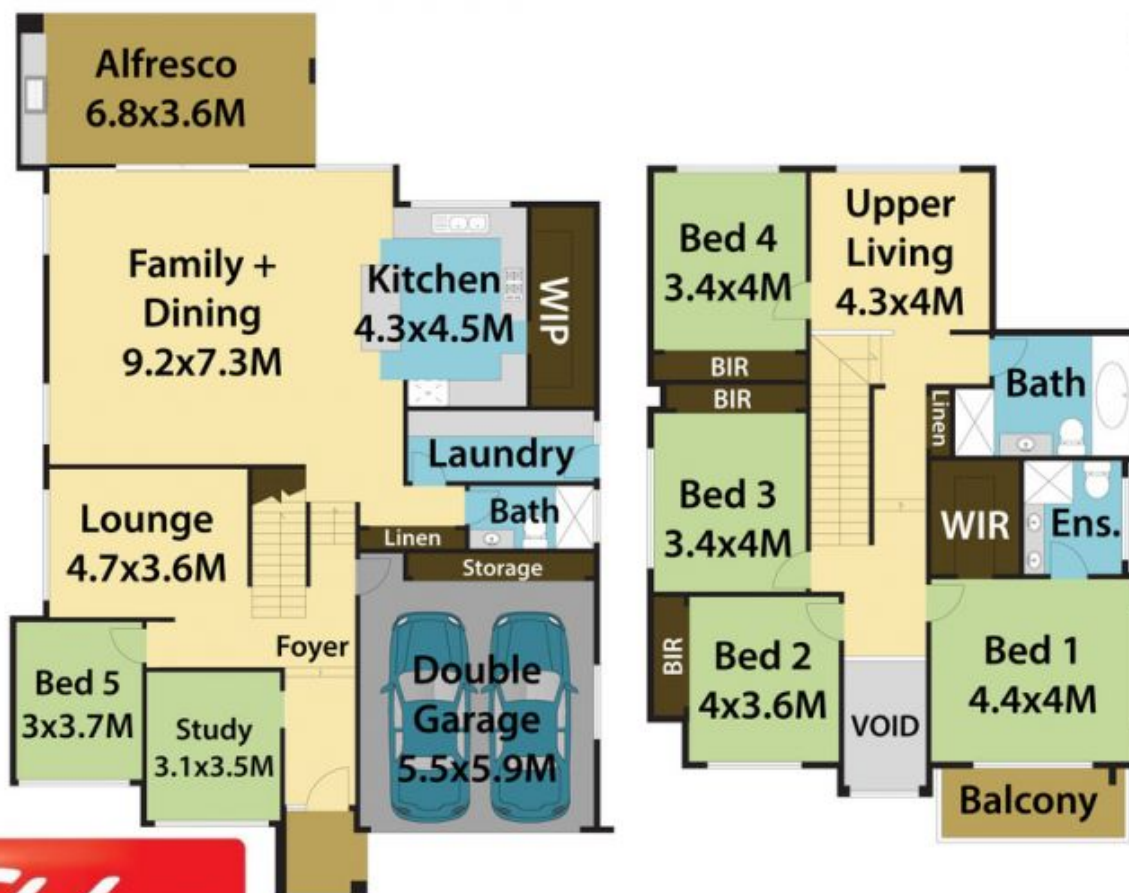 Alfresco
6.8x3.6M
Family +
Dining
9.2x7.3M
Kitchen
4.3x4.5M
WIP
Laundry
Bath
Linen
Storage
Lounge
4.7x3.6M
Foyer
Bed 5
3x3.7M
Study
3.1x3.5M
Double
Garage
5.5x5.9M
Bed 4
3.4x4M
Upper
Living
4.3x4M
BIR
BIR
Bath
Linen
Bed 3
3.4x4M
WIR
Ens.
BIR
Bed 2
4x3.6M
VOID
Bed 1
4.4x4M
Balcony